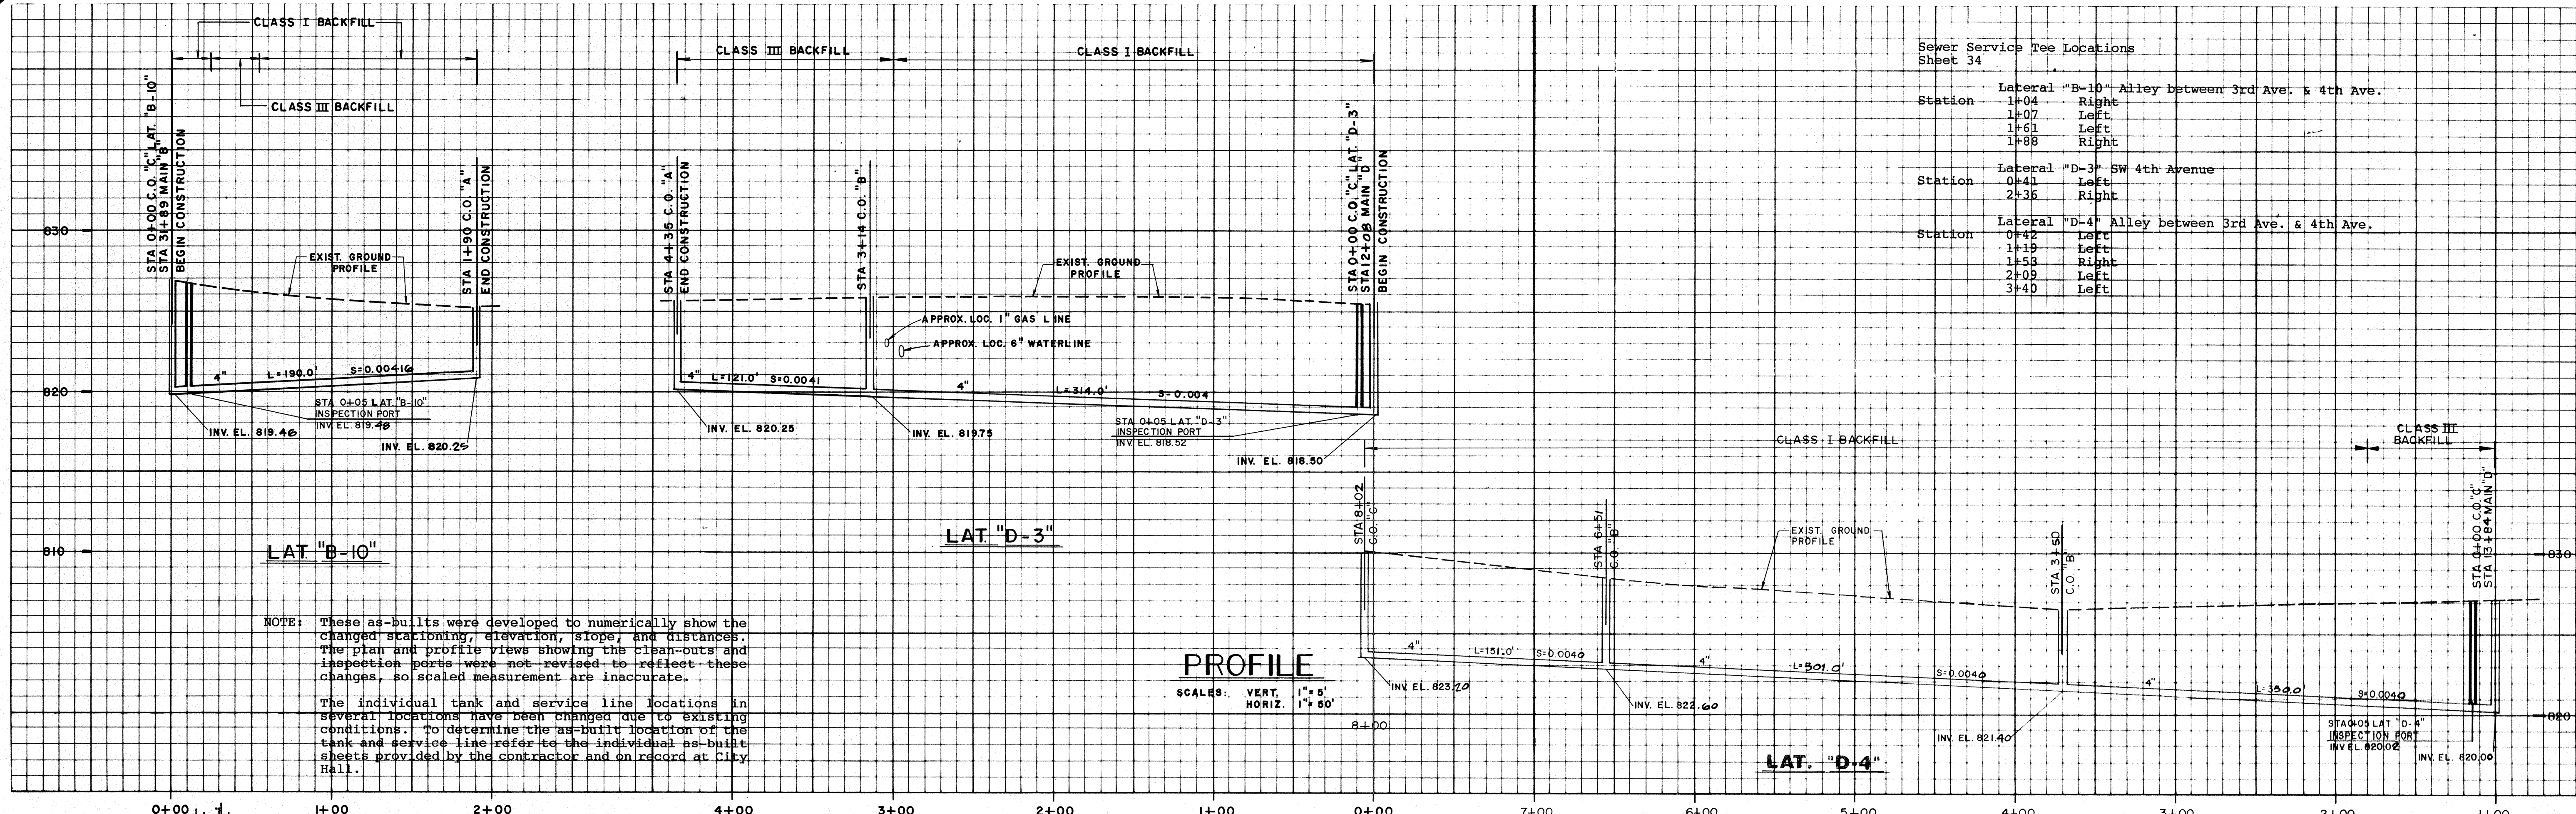 CLASS I BACKFILL
CLASS III BACKFILL
STA 0+00 C.O. "C" LAT. "B-10"
STA 31+89 MAIN "B"
BEGIN CONSTRUCTION
STA 1+90 C.O. "A"
END CONSTRUCTION
830
820
810
EXIST. GROUND
PROFILE
4"
L=190.0'
S=0.00416
STA 0+05 LAT. "B-10"
INSPECTION PORT
INV. EL. 819.48
INV. EL. 819.46
INV. EL. 820.25
LAT. "B-10"
CLASS III BACKFILL
CLASS I BACKFILL
STA 4+35 C.O. "A"
END CONSTRUCTION
STA 3+14 C.O. "B"
STA 0+00 C.O. "C" LAT. "D-3"
STA 12+08 MAIN "D"
BEGIN CONSTRUCTION
EXIST. GROUND
PROFILE
APPROX. LOC. 1" GAS LINE
APPROX. LOC. 6" WATERLINE
4" L=121.0' S=0.0041
4"
L=314.0'
S=0.004
INV. EL. 820.25
INV. EL. 819.75
STA 0+05 LAT. "D-3"
INSPECTION PORT
INV. EL. 818.52
INV. EL. 818.50
LAT. "D-3"
Sewer Service Tee Locations
Sheet 34
Lateral "B-10" Alley between 3rd Ave. & 4th Ave.
Station 1+04 Right
1+07 Left
1+61 Left
1+88 Right
Lateral "D-3" SW 4th Avenue
Station 0+41 Left
2+36 Right
Lateral "D-4" Alley between 3rd Ave. & 4th Ave.
Station 0+42 Left
1+19 Left
1+53 Right
2+09 Left
3+40 Left
CLASS I BACKFILL
CLASS III
BACKFILL
STA 8+02
C.O. "C"
STA 6+51
C.O. "B"
STA 3+50
C.O. "B"
STA 0+00 C.O. "C"
STA 13+84 MAIN "D"
EXIST. GROUND
PROFILE
830
820
4"
L=151.0'
S=0.0040
4"
L=301.0'
S=0.0040
4"
L=350.0'
S=0.0040
INV. EL. 823.20
INV. EL. 822.60
INV. EL. 821.40
STA 0+05 LAT. "D-4"
INSPECTION PORT
INV EL. 820.02
INV. EL. 820.00
8+00
LAT. "D-4"
NOTE: These as-builts were developed to numerically show the
changed stationing, elevation, slope, and distances.
The plan and profile views showing the clean-outs and
inspection ports were not revised to reflect these
changes, so scaled measurement are inaccurate.
The individual tank and service line locations in
several locations have been changed due to existing
conditions. To determine the as-built location of the
tank and service line refer to the individual as-built
sheets provided by the contractor and on record at City
Hall.
PROFILE
SCALES: VERT. 1"= 5'
HORIZ. 1"= 50'
0+00 1+00 2+00 4+00 3+00 2+00 1+00 0+00 7+00 6+00 5+00 4+00 3+00 2+00 1+00